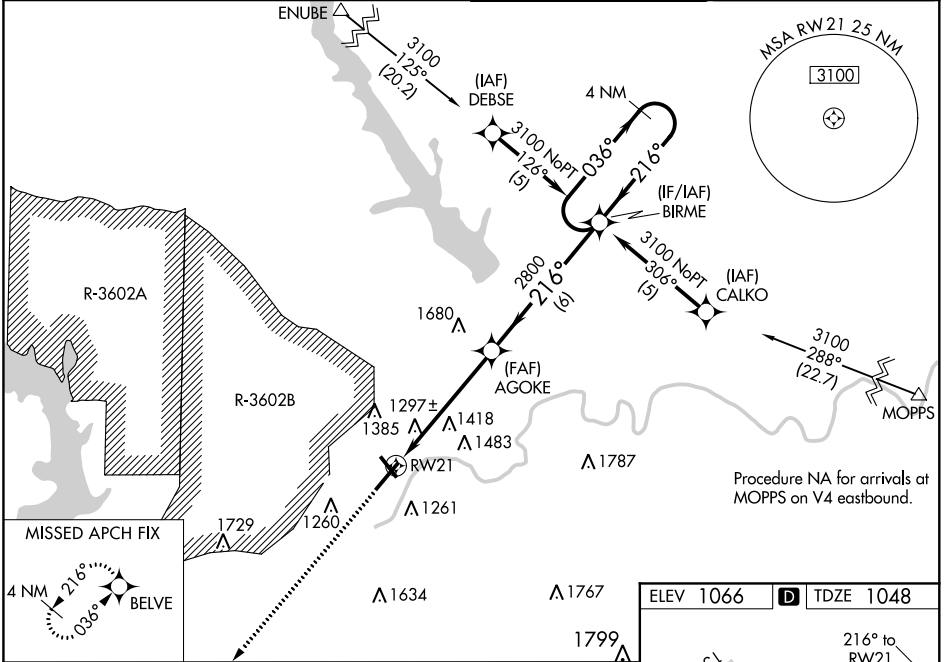 ENUBE
3100
125°
(20.2)
(IAF)
DEBSE
3100 NoPT
126°
(5)
4 NM
036°
216°
(IF/IAF)
BIRME
MSA RW21 25 NM
3100
3100 NoPT
306°
(5)
(IAF)
CALKO
3100
288°
(22.7)
MOPPS
2800
216°
(6)
R-3602A
R-3602B
1680
(FAF)
AGOKE
1297±
1385
1418
1483
RW21
1787
Procedure NA for arrivals at
MOPPS on V4 eastbound.
1260
1261
1729
MISSED APCH FIX
4 NM
216°
036°
BELVE
1634
1767
1799
ELEV 1066 D TDZE 1048
216° to
RW21